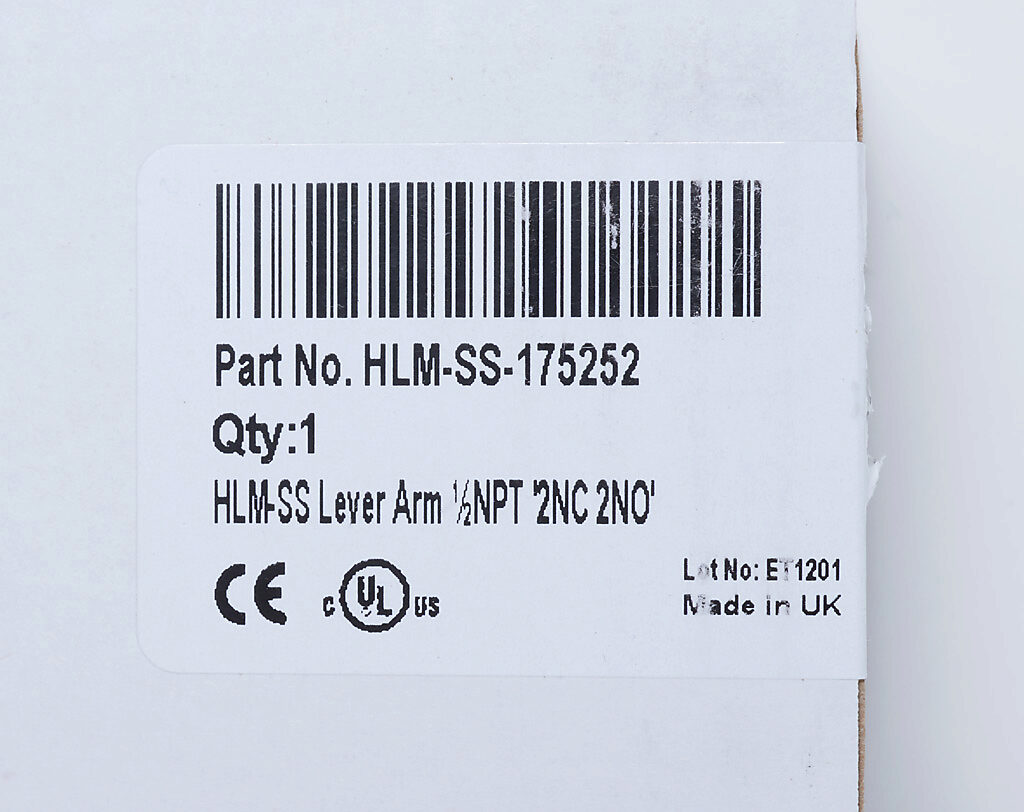 Part No. HLM-SS-175252
Qty:1
HLM-SS Lever Arm ½NPT '2NC 2NO'
CE c UL US
Lot No: ET1201
Made in UK